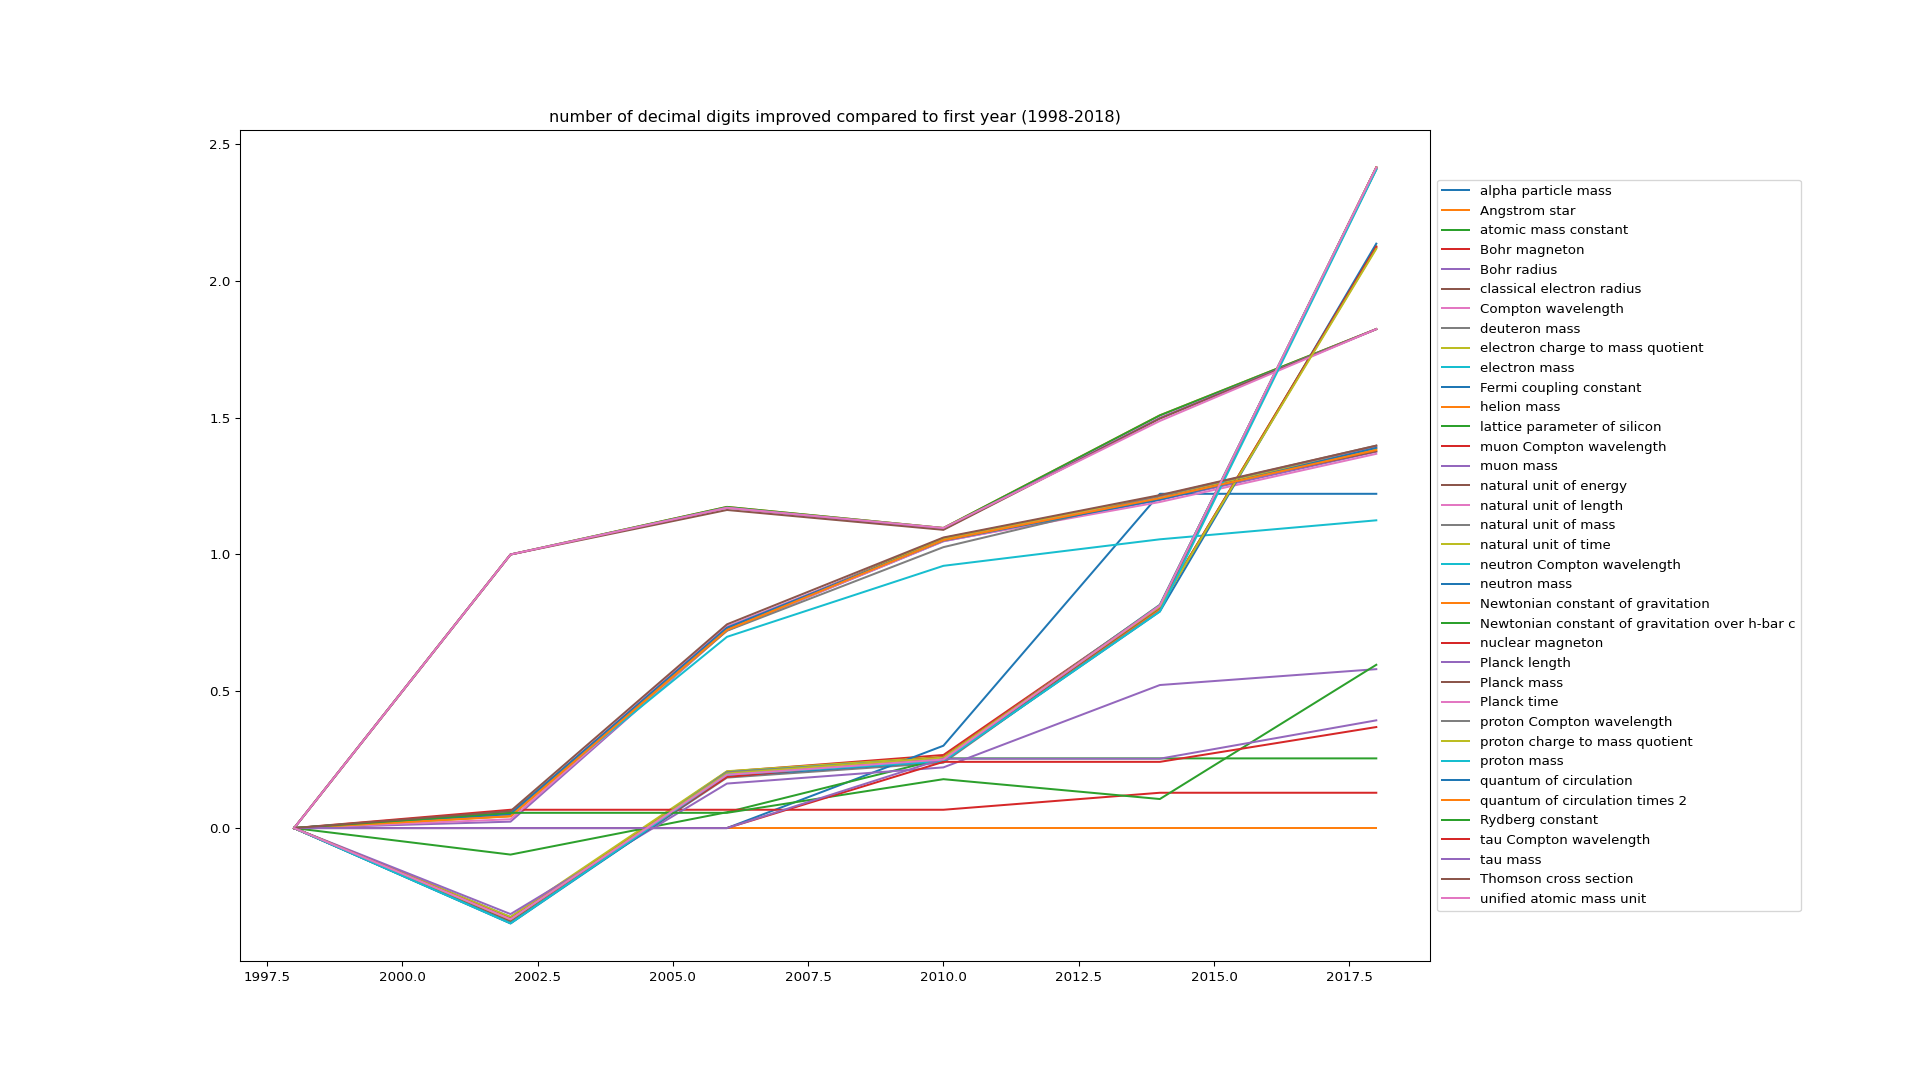 number of decimal digits improved compared to first year (1998-2018)
2.5
2.0
1.5
1.0
0.5
0.0
1997.5 2000.0 2002.5 2005.0 2007.5 2010.0 2012.5 2015.0 2017.5
alpha particle mass
Angstrom star
atomic mass constant
Bohr magneton
Bohr radius
classical electron radius
Compton wavelength
deuteron mass
electron charge to mass quotient
electron mass
Fermi coupling constant
helion mass
lattice parameter of silicon
muon Compton wavelength
muon mass
natural unit of energy
natural unit of length
natural unit of mass
natural unit of time
neutron Compton wavelength
neutron mass
Newtonian constant of gravitation
Newtonian constant of gravitation over h-bar c
nuclear magneton
Planck length
Planck mass
Planck time
proton Compton wavelength
proton charge to mass quotient
proton mass
quantum of circulation
quantum of circulation times 2
Rydberg constant
tau Compton wavelength
tau mass
Thomson cross section
unified atomic mass unit